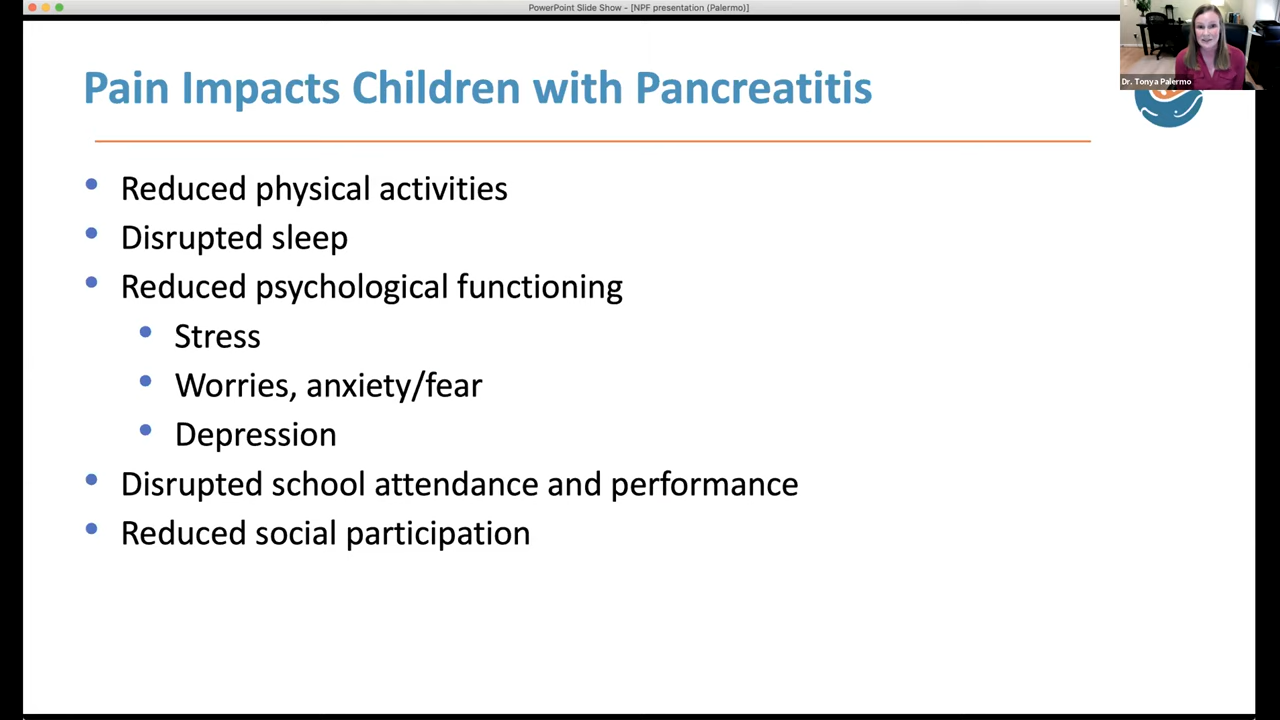 PowerPoint Slide Show - [NPF presentation (Palermo)]
Dr. Tonya Palermo
Pain Impacts Children with Pancreatitis
• Reduced physical activities
• Disrupted sleep
• Reduced psychological functioning
• Stress
• Worries, anxiety/fear
• Depression
• Disrupted school attendance and performance
• Reduced social participation